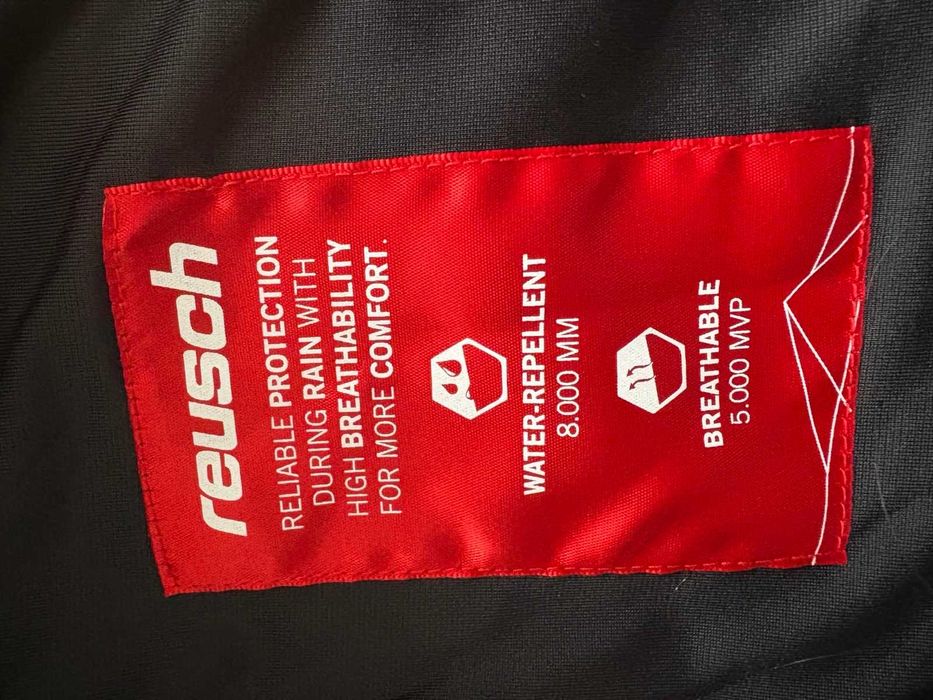 reusch
RELIABLE PROTECTION
DURING RAIN WITH
HIGH BREATHABILITY
FOR MORE COMFORT.
WATER-REPELLENT
8.000 MM
BREATHABLE
5.000 MVP